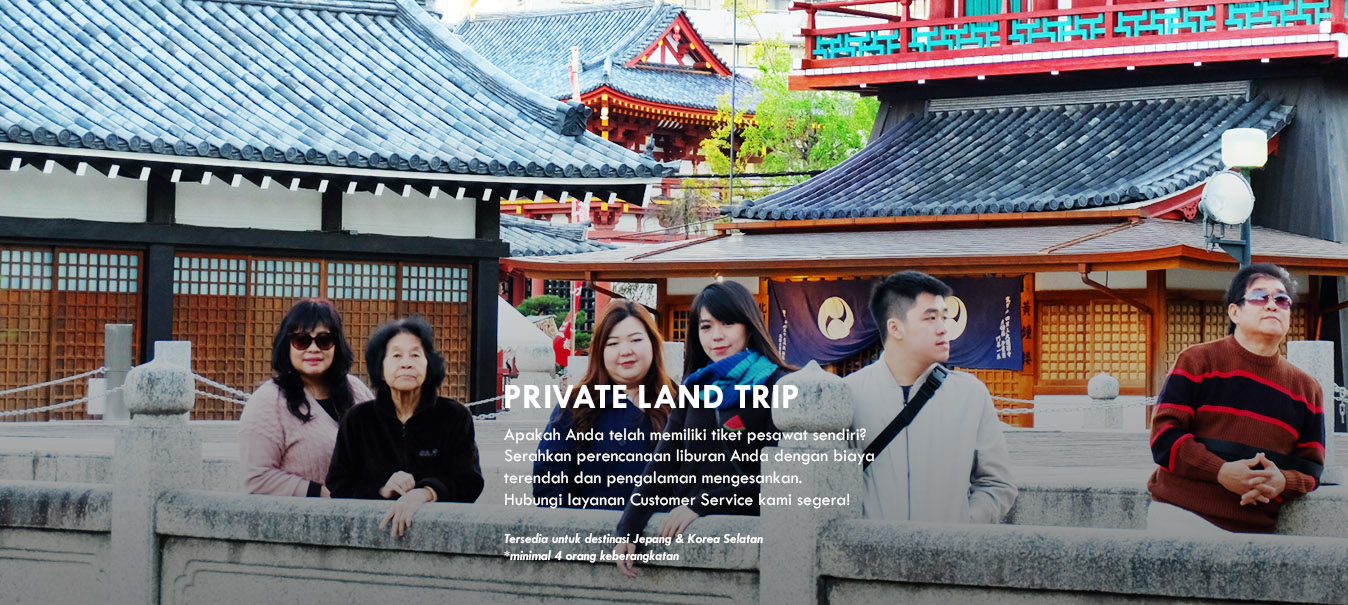 PRIVATE LAND TRIP
Apakah Anda telah memiliki tiket pesawat sendiri?
Serahkan perencanaan liburan Anda dengan biaya
terendah dan pengalaman mengesankan.
Hubungi layanan Customer Service kami segera!
Tersedia untuk destinasi Jepang & Korea Selatan
*minimal 4 orang keberangkatan